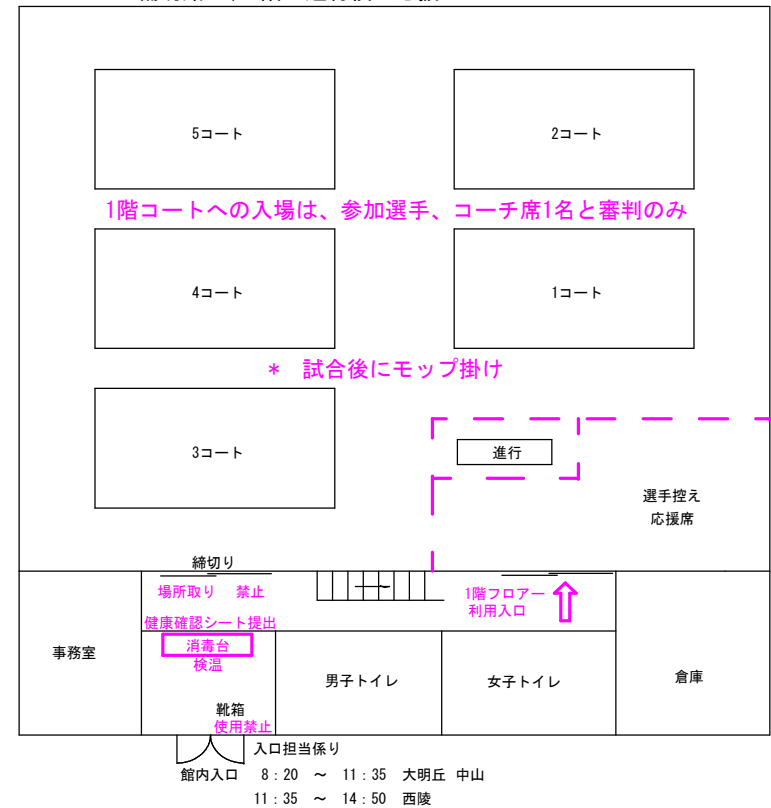 5コート
2コート
1階コートへの入場は、参加選手、コーチ席1名と審判のみ
4コート
1コート
* 試合後にモップ掛け
3コート
進行
選手控え
応援席
締切り
場所取り 禁止
1階フロアー
利用入口
健康確認シート提出
消毒台
検温
事務室
男子トイレ
女子トイレ
倉庫
靴箱
使用禁止
入口担当係り
館内入口 8:20 ~ 11:35 大明丘 中山
11:35 ~ 14:50 西陵